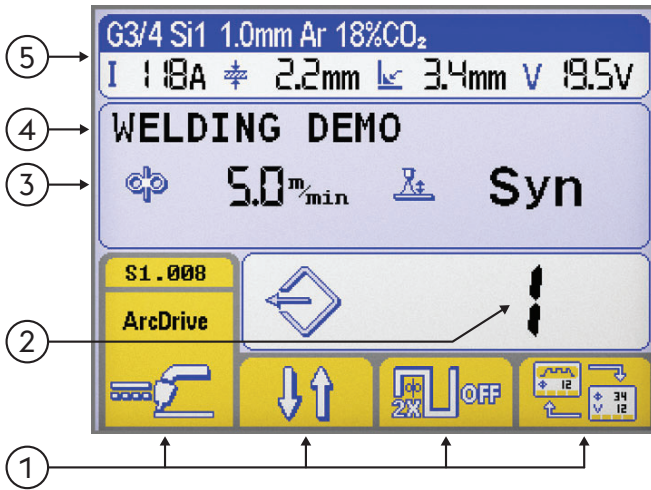 G3/4 Si1 1.0mm Ar 18%CO₂
5
I 118A 2.2mm 3.4mm V 19.5V
4
WELDING DEMO
3
5.0 m/min Syn
S1.008
ArcDrive
1
2
2X OFF
12
34
V 12
1